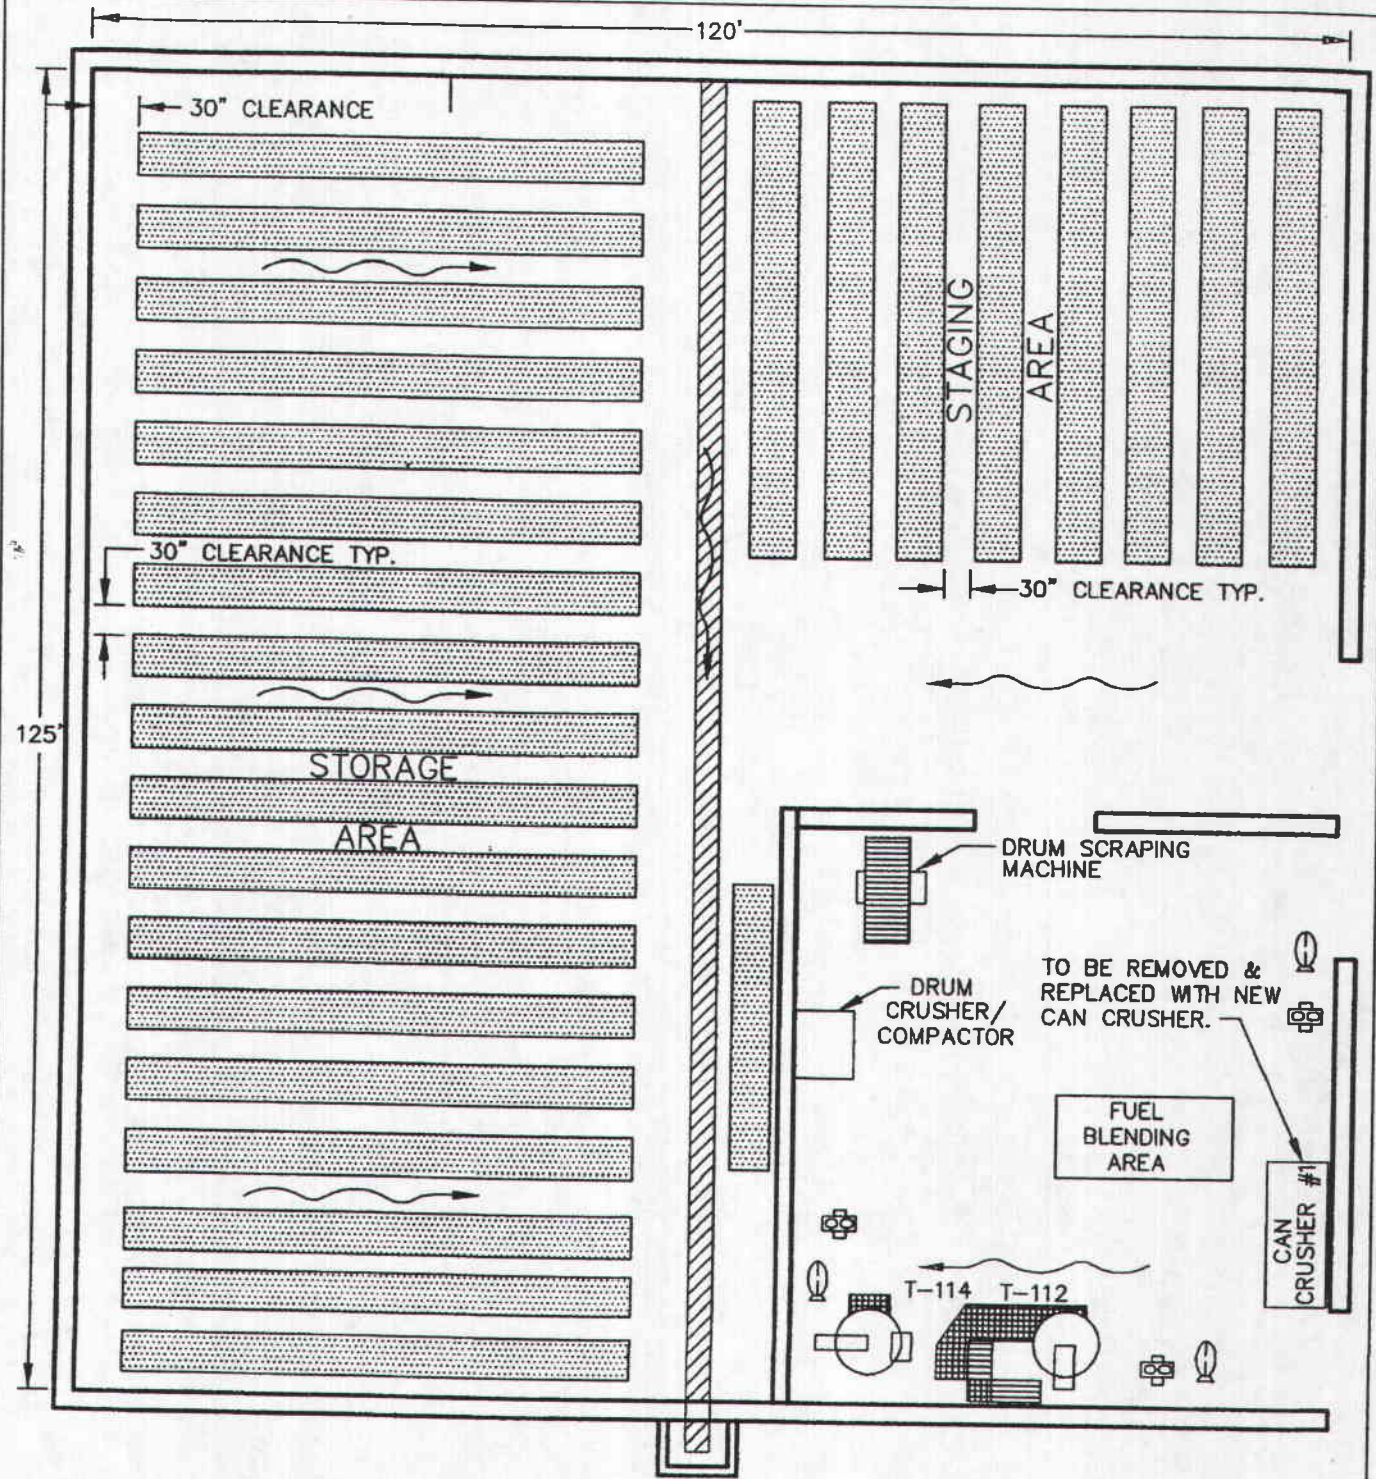 120'
30" CLEARANCE
STAGING
AREA
30" CLEARANCE TYP.
30" CLEARANCE TYP.
125'
STORAGE
AREA
DRUM SCRAPING
MACHINE
TO BE REMOVED &
REPLACED WITH NEW
CAN CRUSHER.
DRUM
CRUSHER/
COMPACTOR
FUEL
BLENDING
AREA
CAN
CRUSHER #1
T-114
T-112